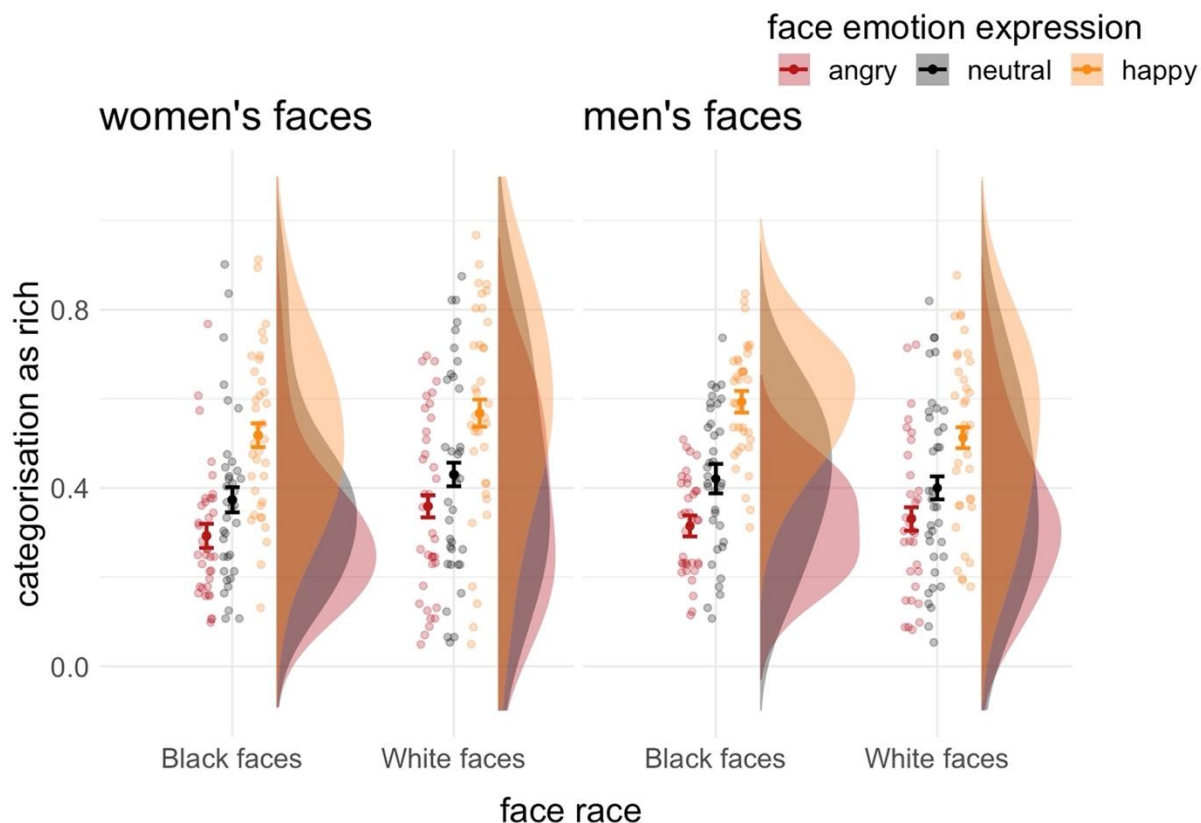 face emotion expression
angry neutral happy
women's faces men's faces
categorisation as rich
0.8
0.4
0.0
Black faces White faces Black faces White faces
face race